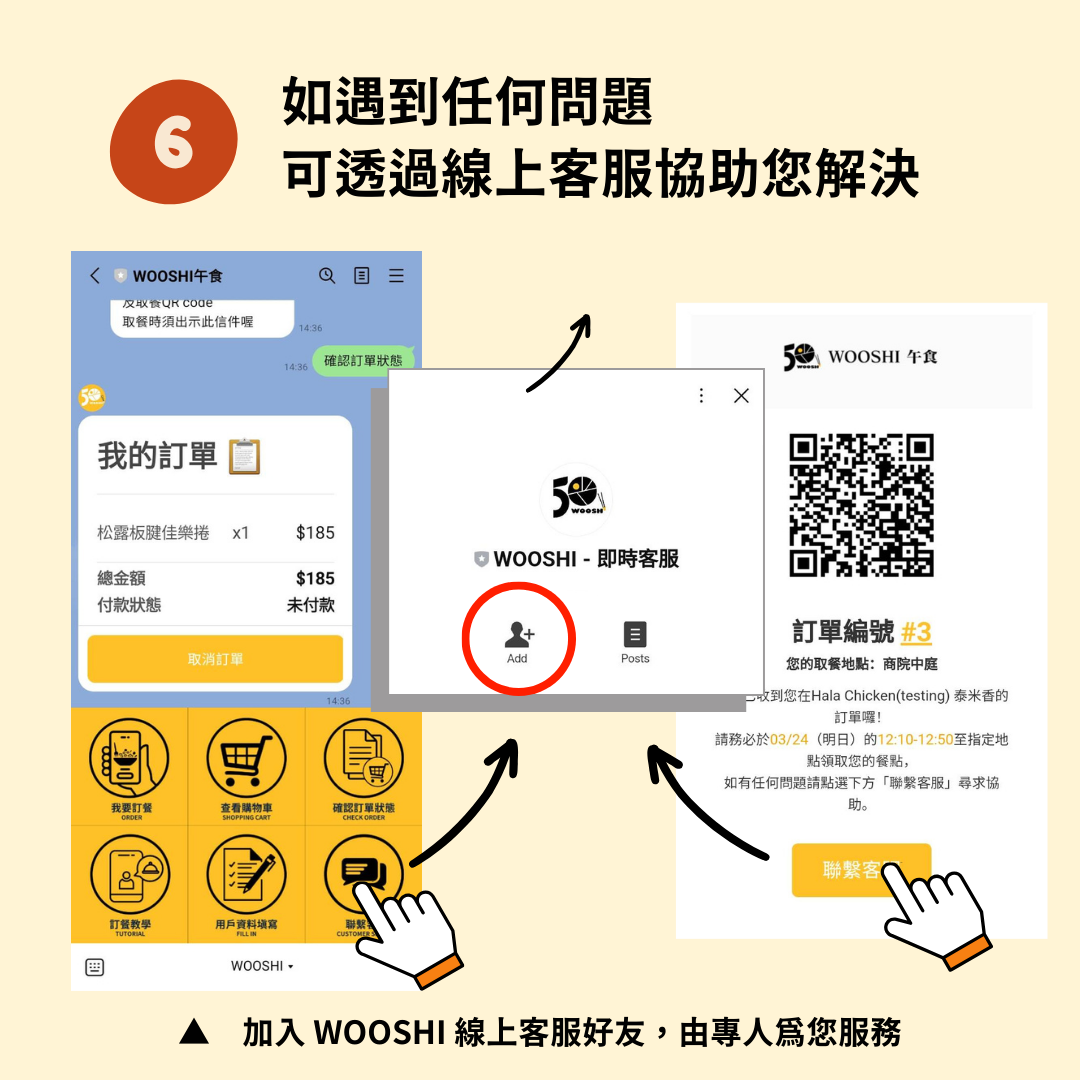 6
如遇到任何問題
可透過線上客服協助您解決
WOOSHI午食
及取餐QR code
取餐時須出示此信件喔
14:36
確認訂單狀態
14:36
我的訂單
松露板腱佳樂捲 x1 $185
總金額 $185
付款狀態 未付款
取消訂單
14:36
我要訂餐
ORDER
查看購物車
SHOPPING CART
確認訂單狀態
CHECK ORDER
訂餐教學
TUTORIAL
用戶資料填寫
FILL IN
聯繫
CUSTOMER
WOOSHI
WOOSHI
WOOSHI - 即時客服
Add
Posts
WOOSHI
WOOSHI 午食
訂單編號 #3
您的取餐地點：商院中庭
收到您在Hala Chicken(testing) 泰米香的
訂單囉！
請務必於03/24（明日）的12:10-12:50至指定地
點領取您的餐點，
如有任何問題請點選下方「聯繫客服」尋求協
助。
聯繫客
▲ 加入 WOOSHI 線上客服好友，由專人爲您服務